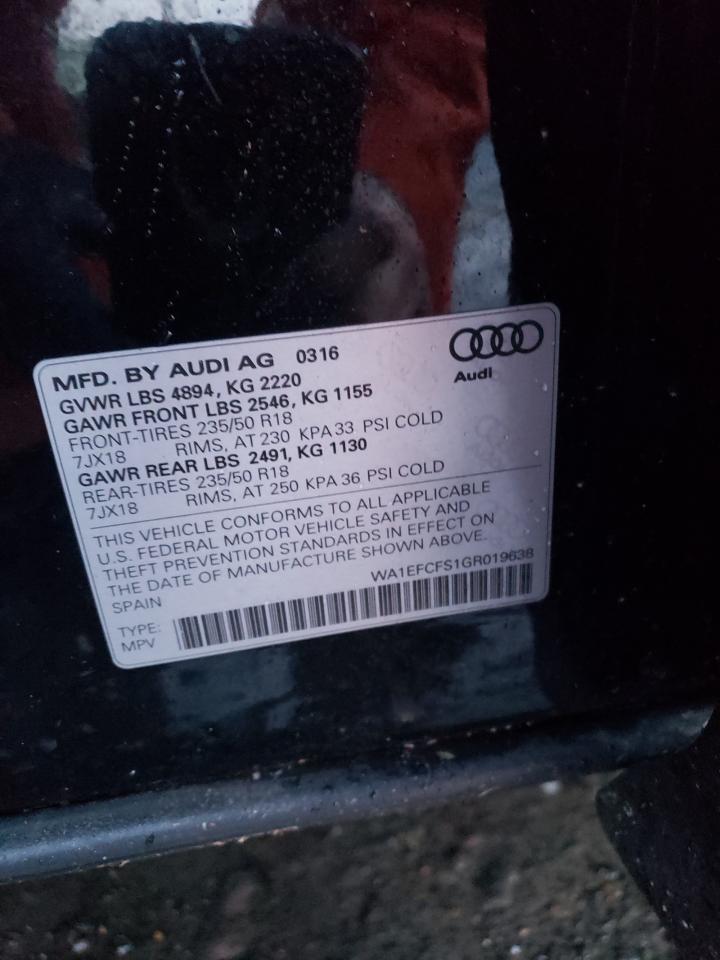 MFD. BY AUDI AG 0316
Audi
GVWR LBS 4894, KG 2220
GAWR FRONT LBS 2546, KG 1155
FRONT-TIRES 235/50 R18
7JX18 RIMS, AT 230 KPA 33 PSI COLD
GAWR REAR LBS 2491, KG 1130
REAR-TIRES 235/50 R18
7JX18 RIMS, AT 250 KPA 36 PSI COLD
THIS VEHICLE CONFORMS TO ALL APPLICABLE
U.S. FEDERAL MOTOR VEHICLE SAFETY AND
THEFT PREVENTION STANDARDS IN EFFECT ON
THE DATE OF MANUFACTURE SHOWN ABOVE.
SPAIN WA1EFCFS1GR019638
TYPE:
MPV